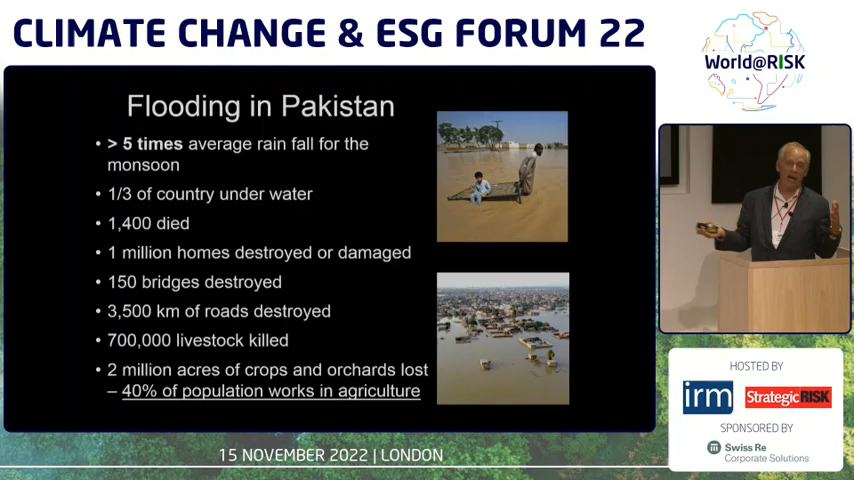 CLIMATE CHANGE & ESG FORUM 22
World@RISK
Flooding in Pakistan
• > 5 times average rain fall for the
monsoon
• 1/3 of country under water
• 1,400 died
• 1 million homes destroyed or damaged
• 150 bridges destroyed
• 3,500 km of roads destroyed
• 700,000 livestock killed
• 2 million acres of crops and orchards lost
– 40% of population works in agriculture
HOSTED BY
irm
StrategicRISK
SPONSORED BY
Swiss Re
Corporate Solutions
15 NOVEMBER 2022 | LONDON